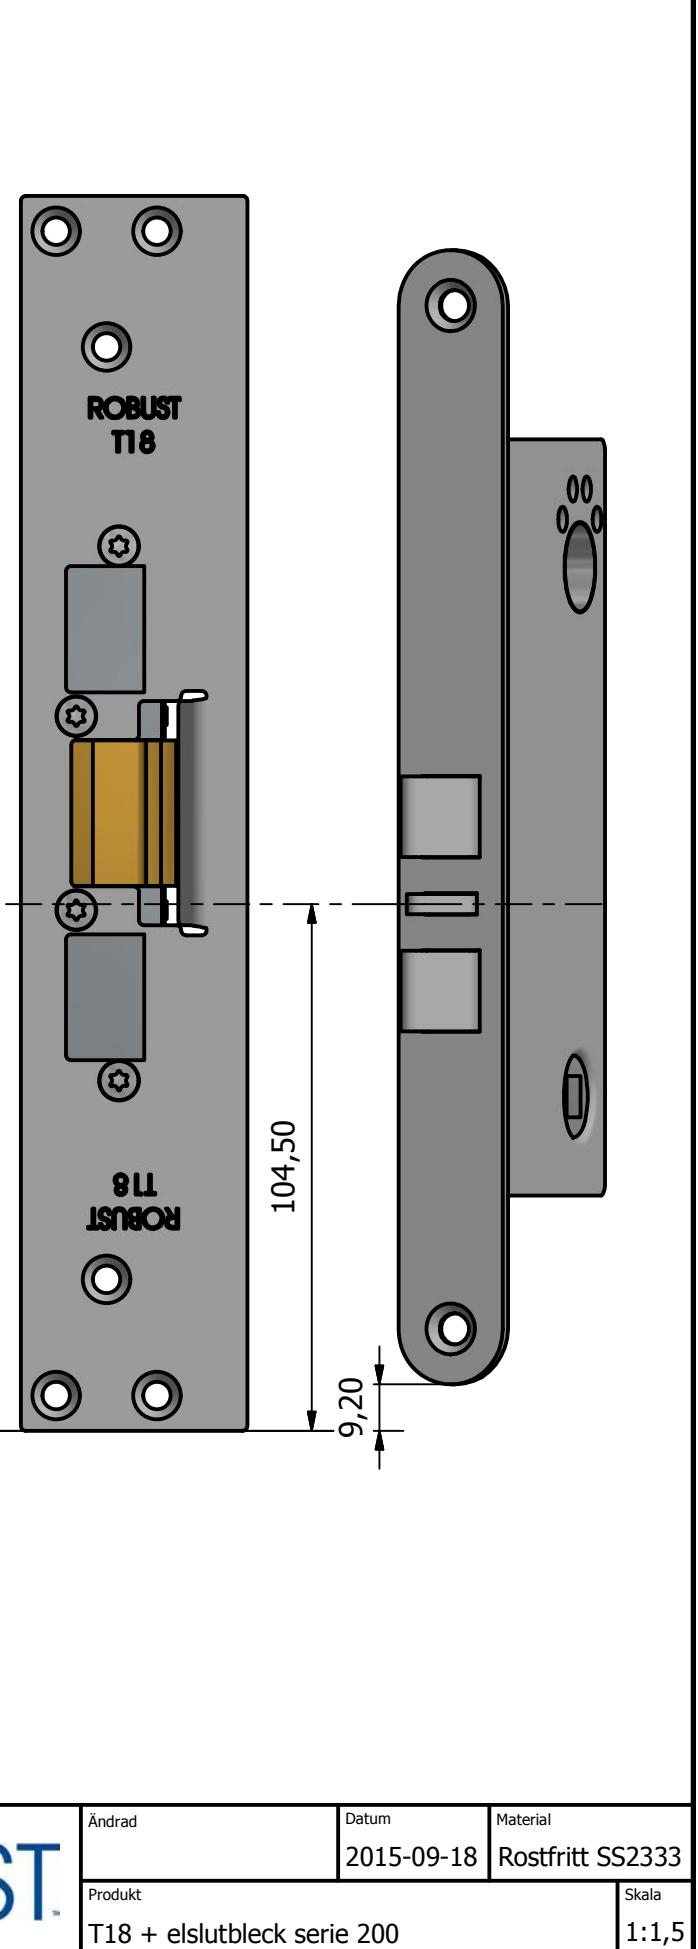 ROBUST
T18
104,50
T18
ROBUST
9,20
ST
Ändrad
Datum
2015-09-18
Material
Rostfritt SS2333
Produkt
T18 + elslutbleck serie 200
Skala
1:1,5